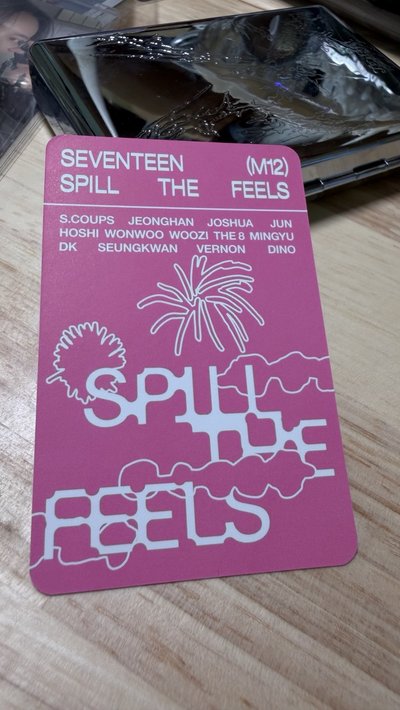 SEVENTEEN (M12)
SPILL THE FEELS
S.COUPS JEONGHAN JOSHUA JUN
HOSHI WONWOO WOOZI THE 8 MINGYU
DK SEUNGKWAN VERNON DINO
SPILL
THE
FEELS